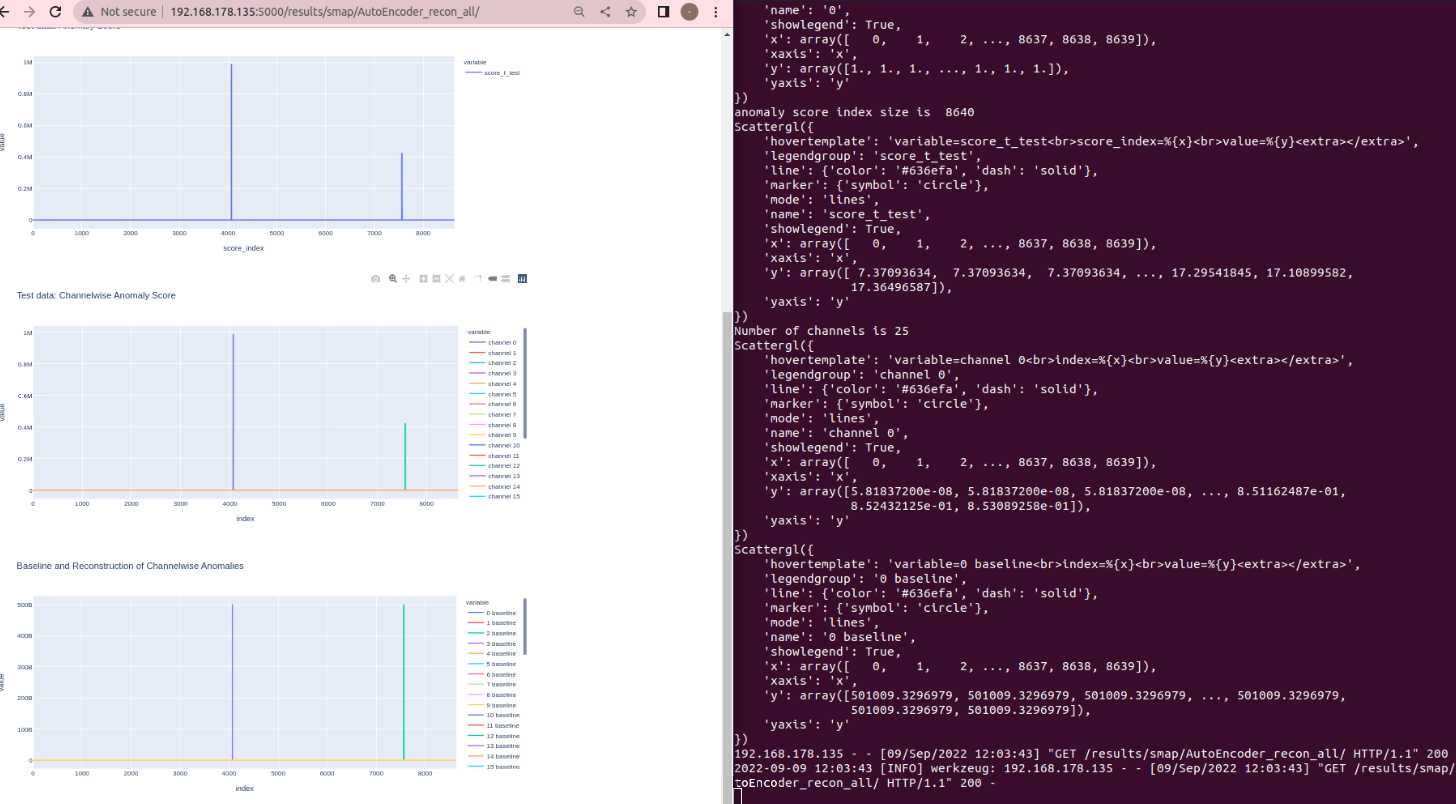 Not secure
192.168.178.135:5000/results/smap/AutoEncoder_recon_all/
Test data: Anomaly Score
1M
0.8M
0.6M
0.4M
0.2M
0
value
0 1000 2000 3000 4000 5000 6000 7000 8000
score_index
variable
score_t_test
Test data: Channelwise Anomaly Score
1M
0.8M
0.6M
0.4M
0.2M
0
value
0 1000 2000 3000 4000 5000 6000 7000 8000
index
variable
channel 0
channel 1
channel 2
channel 3
channel 4
channel 5
channel 6
channel 7
channel 8
channel 9
channel 10
channel 11
channel 12
channel 13
channel 14
channel 15
Baseline and Reconstruction of Channelwise Anomalies
500B
400B
300B
200B
100B
0
value
0 1000 2000 3000 4000 5000 6000 7000 8000
index
variable
0 baseline
1 baseline
2 baseline
3 baseline
4 baseline
5 baseline
6 baseline
7 baseline
8 baseline
9 baseline
10 baseline
11 baseline
12 baseline
13 baseline
14 baseline
15 baseline
'name': '0',
'showlegend': True,
'x': array([   0,    1,    2, ..., 8637, 8638, 8639]),
'xaxis': 'x',
'y': array([1., 1., 1., ..., 1., 1., 1.]),
'yaxis': 'y'
})
anomaly score index size is  8640
Scattergl({
'hovertemplate': 'variable=score_t_test<br>score_index=%{x}<br>value=%{y}<extra></extra>',
'legendgroup': 'score_t_test',
'line': {'color': '#636efa', 'dash': 'solid'},
'marker': {'symbol': 'circle'},
'mode': 'lines',
'name': 'score_t_test',
'showlegend': True,
'x': array([   0,    1,    2, ..., 8637, 8638, 8639]),
'xaxis': 'x',
'y': array([ 7.37093634,  7.37093634,  7.37093634, ..., 17.29541845, 17.10899582,
17.36496587]),
'yaxis': 'y'
})
Number of channels is 25
Scattergl({
'hovertemplate': 'variable=channel 0<br>index=%{x}<br>value=%{y}<extra></extra>',
'legendgroup': 'channel 0',
'line': {'color': '#636efa', 'dash': 'solid'},
'marker': {'symbol': 'circle'},
'mode': 'lines',
'name': 'channel 0',
'showlegend': True,
'x': array([   0,    1,    2, ..., 8637, 8638, 8639]),
'xaxis': 'x',
'y': array([5.81837200e-08, 5.81837200e-08, 5.81837200e-08, ..., 8.51162487e-01,
8.52432125e-01, 8.53089258e-01]),
'yaxis': 'y'
})
Scattergl({
'hovertemplate': 'variable=0 baseline<br>index=%{x}<br>value=%{y}<extra></extra>',
'legendgroup': '0 baseline',
'line': {'color': '#636efa', 'dash': 'solid'},
'marker': {'symbol': 'circle'},
'mode': 'lines',
'name': '0 baseline',
'showlegend': True,
'x': array([   0,    1,    2, ..., 8637, 8638, 8639]),
'xaxis': 'x',
'y': array([501009.3296979, 501009.3296979, 501009.3296979, ..., 501009.3296979,
501009.3296979, 501009.3296979]),
'yaxis': 'y'
})
192.168.178.135 - - [09/Sep/2022 12:03:43] "GET /results/smap/AutoEncoder_recon_all/ HTTP/1.1" 200
2022-09-09 12:03:43 [INFO] werkzeug: 192.168.178.135 - - [09/Sep/2022 12:03:43] "GET /results/smap/
toEncoder_recon_all/ HTTP/1.1" 200 -